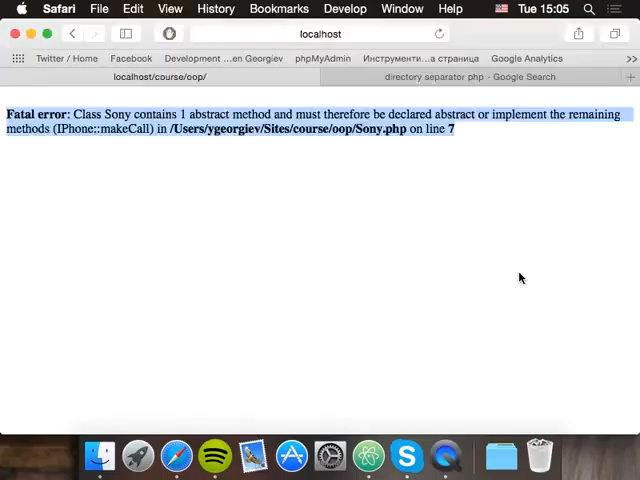 Safari File Edit View History Bookmarks Develop Window Help Tue 15:05
localhost
Twitter / Home Facebook Development ...en Georgiev phpMyAdmin Инструменти...а страница Google Analytics >>
localhost/course/oop/ directory separator php - Google Search +
Fatal error: Class Sony contains 1 abstract method and must therefore be declared abstract or implement the remaining
methods (IPhone::makeCall) in /Users/ygeorgiev/Sites/course/oop/Sony.php on line 7